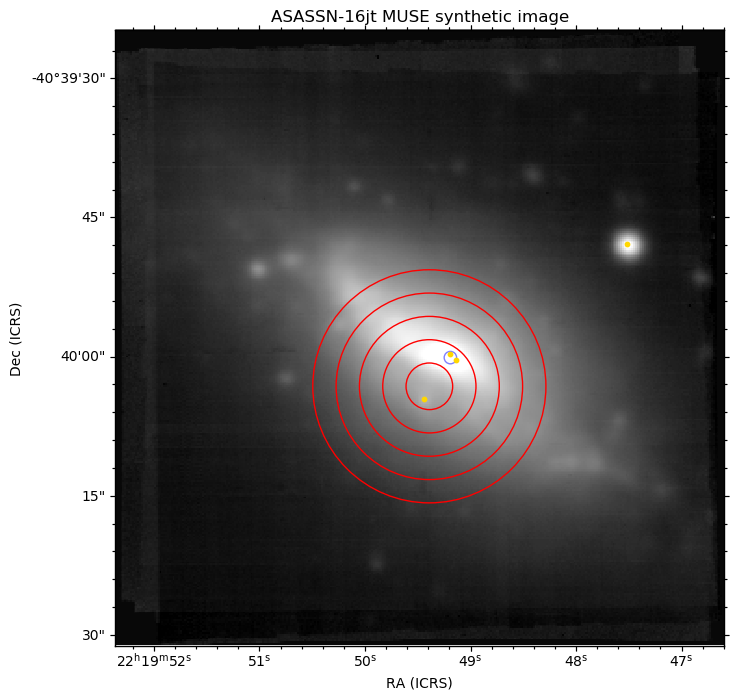 ASASSN-16jt MUSE synthetic image
-40°39'30"
45"
40'00"
15"
30"
Dec (ICRS)
22ʰ19ᵐ52ˢ
51ˢ
50ˢ
49ˢ
48ˢ
47ˢ
RA (ICRS)